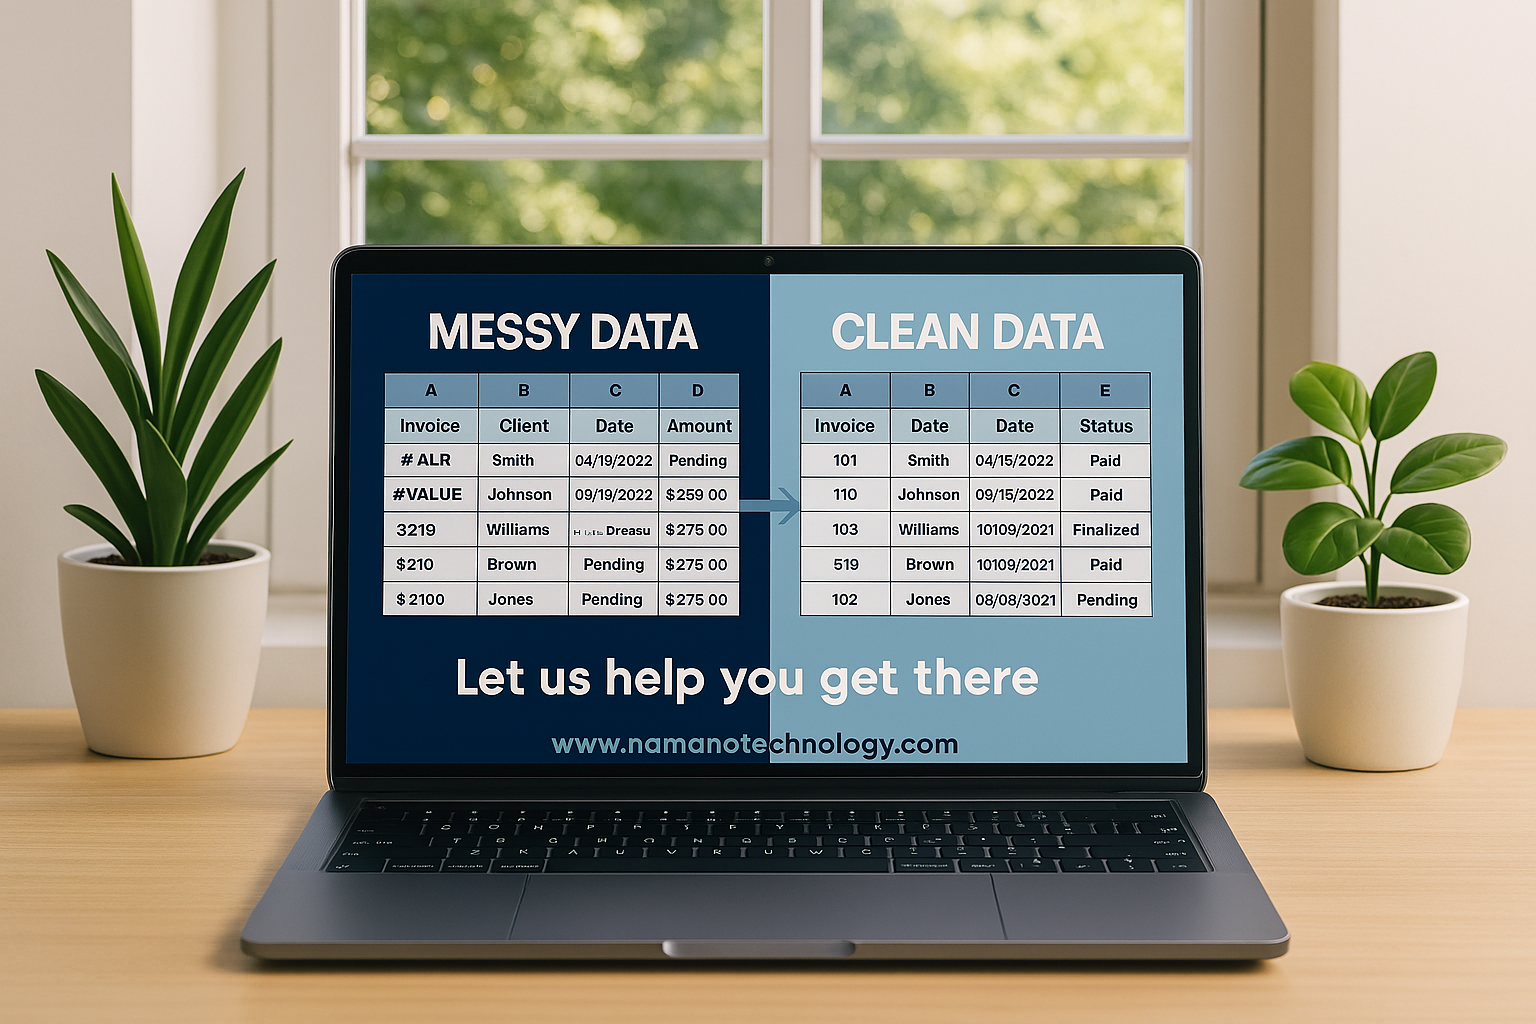 MESSY DATA
A B C D
Invoice Client Date Amount
# ALR Smith 04/19/2022 Pending
#VALUE Johnson 09/19/2022 $259 00
3219 Williams Dreasu $275 00
$210 Brown Pending $275 00
$2100 Jones Pending $275 00
CLEAN DATA
A B C E
Invoice Date Date Status
101 Smith 04/15/2022 Paid
110 Johnson 09/15/2022 Paid
103 Williams 10109/2021 Finalized
519 Brown 10109/2021 Paid
102 Jones 08/08/3021 Pending
Let us help you get there
www.namanotechnology.com